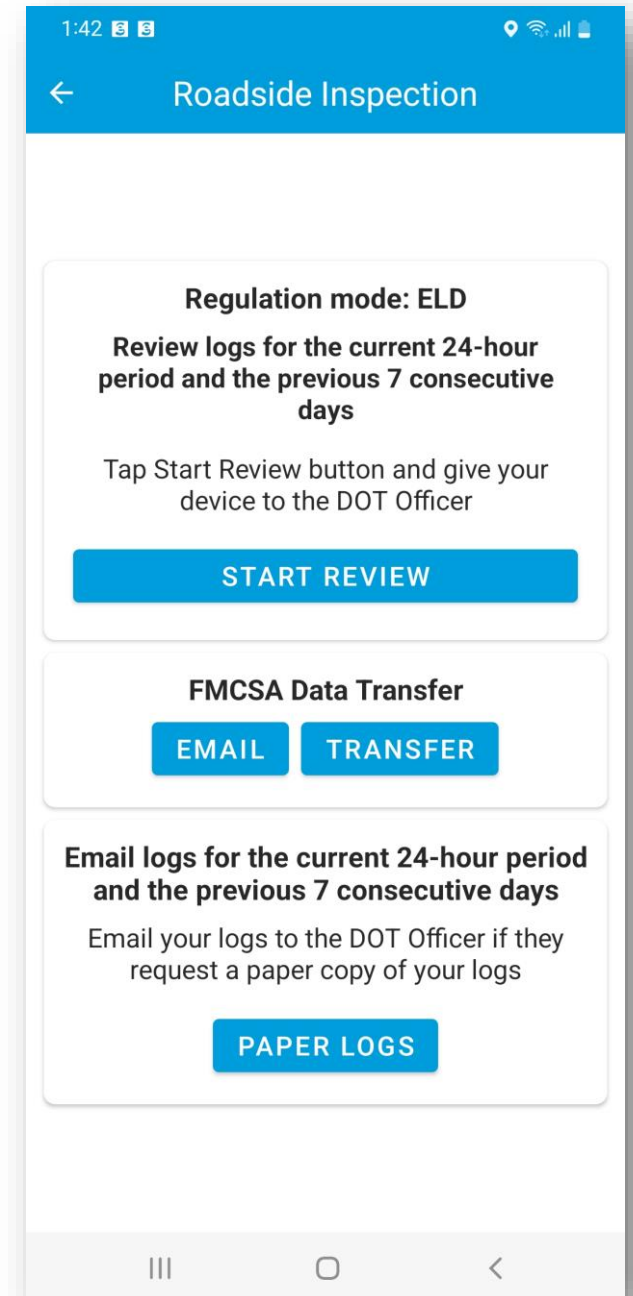 1:42
Roadside Inspection
Regulation mode: ELD
Review logs for the current 24-hour
period and the previous 7 consecutive
days
Tap Start Review button and give your
device to the DOT Officer
START REVIEW
FMCSA Data Transfer
EMAIL TRANSFER
Email logs for the current 24-hour period
and the previous 7 consecutive days
Email your logs to the DOT Officer if they
request a paper copy of your logs
PAPER LOGS